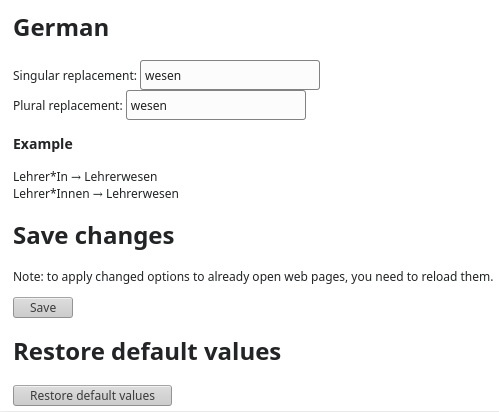 German
Singular replacement: wesen
Plural replacement: wesen
Example
Lehrer*In → Lehrerwesen
Lehrer*Innen → Lehrerwesen
Save changes
Note: to apply changed options to already open web pages, you need to reload them.
Save
Restore default values
Restore default values